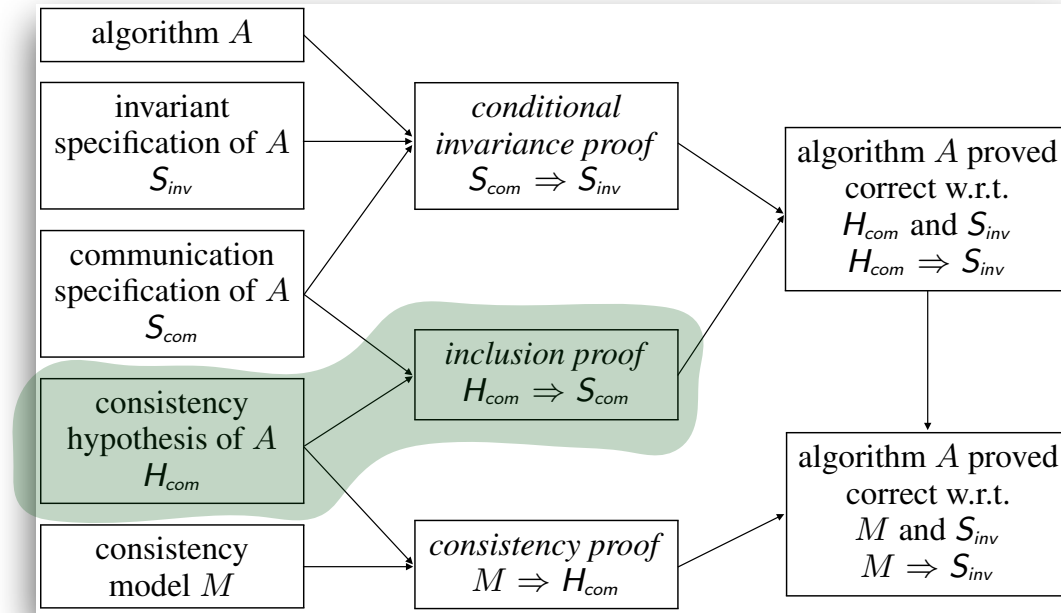 algorithm A
invariant
specification of A
S_inv
communication
specification of A
S_com
consistency
hypothesis of A
H_com
consistency
model M
conditional
invariance proof
S_com ⇒ S_inv
inclusion proof
H_com ⇒ S_com
consistency proof
M ⇒ H_com
algorithm A proved
correct w.r.t.
H_com and S_inv
H_com ⇒ S_inv
algorithm A proved
correct w.r.t.
M and S_inv
M ⇒ S_inv